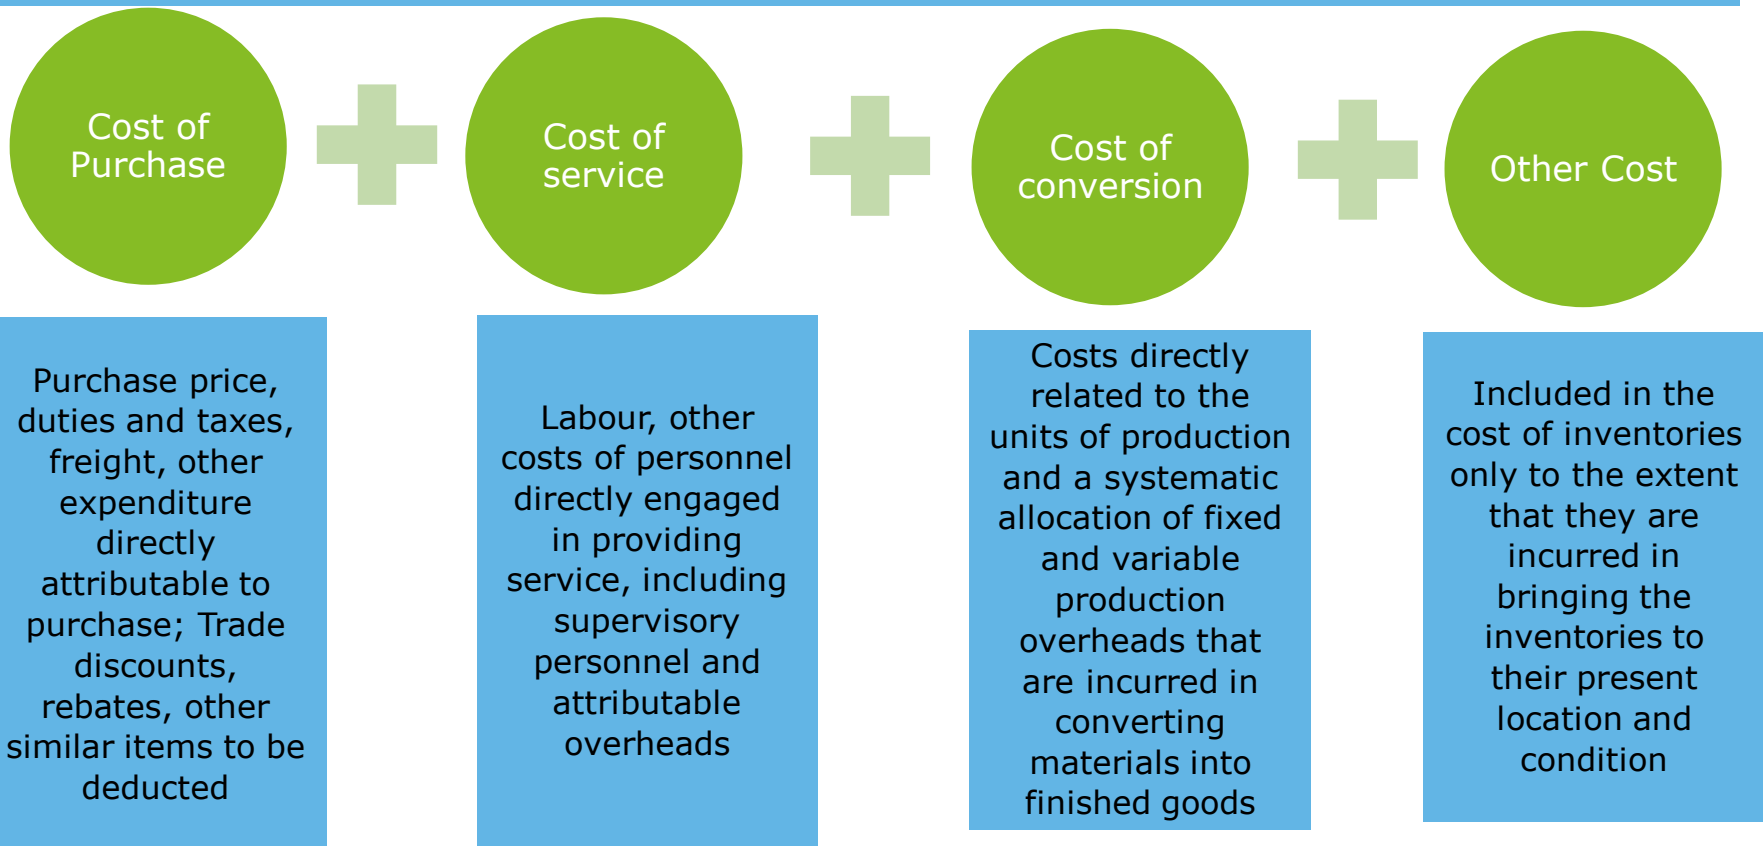 Cost of
Purchase
Cost of
service
Cost of
conversion
Other Cost
Purchase price,
duties and taxes,
freight, other
expenditure
directly
attributable to
purchase; Trade
discounts,
rebates, other
similar items to be
deducted
Labour, other
costs of personnel
directly engaged
in providing
service, including
supervisory
personnel and
attributable
overheads
Costs directly
related to the
units of production
and a systematic
allocation of fixed
and variable
production
overheads that
are incurred in
converting
materials into
finished goods
Included in the
cost of inventories
only to the extent
that they are
incurred in
bringing the
inventories to
their present
location and
condition